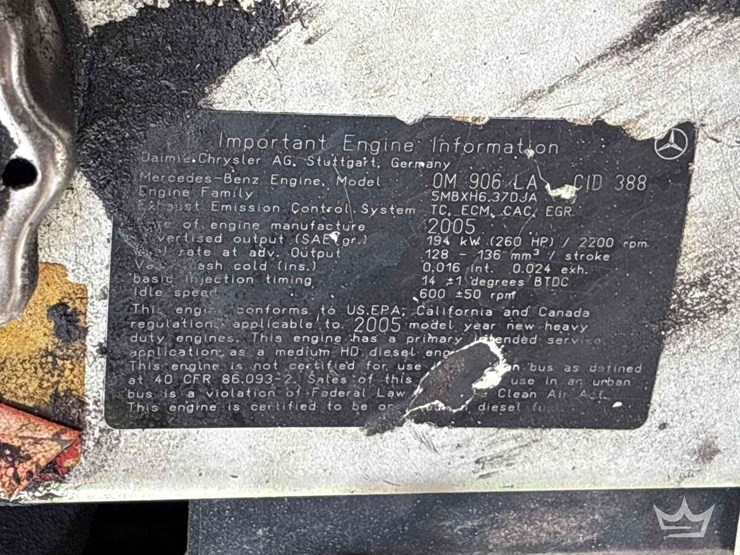 Important Engine Information
DaimlerChrysler AG, Stuttgart, Germany
Mercedes-Benz Engine, Model OM 906 LA CID 388
Engine Family 5MBXH6.37DJA
Exhaust Emission Control System TC, ECM, CAC, EGR
of engine manufacture 2005
vertised output (SAE gr.) 194 kW (260 HP) / 2200 rpm
rate at adv. Output 128 - 136 mm³ / stroke
lash cold (ins.) 0,016 int. 0.024 exh.
basic injection timing 14 ±1 degrees BTDC
Idle speed 600 ±50 rpm
This engine conforms to US.EPA, California and Canada
regulation, applicable to 2005 model year new heavy
duty engines. This engine has a primary intended service
application as a medium HD diesel
This engine is not certified for use bus as defined
at 40 CFR 86.093-2. Sales of this use in an urban
bus is a violation of Federal Law Clean Air Act.
This engine is certified to diesel